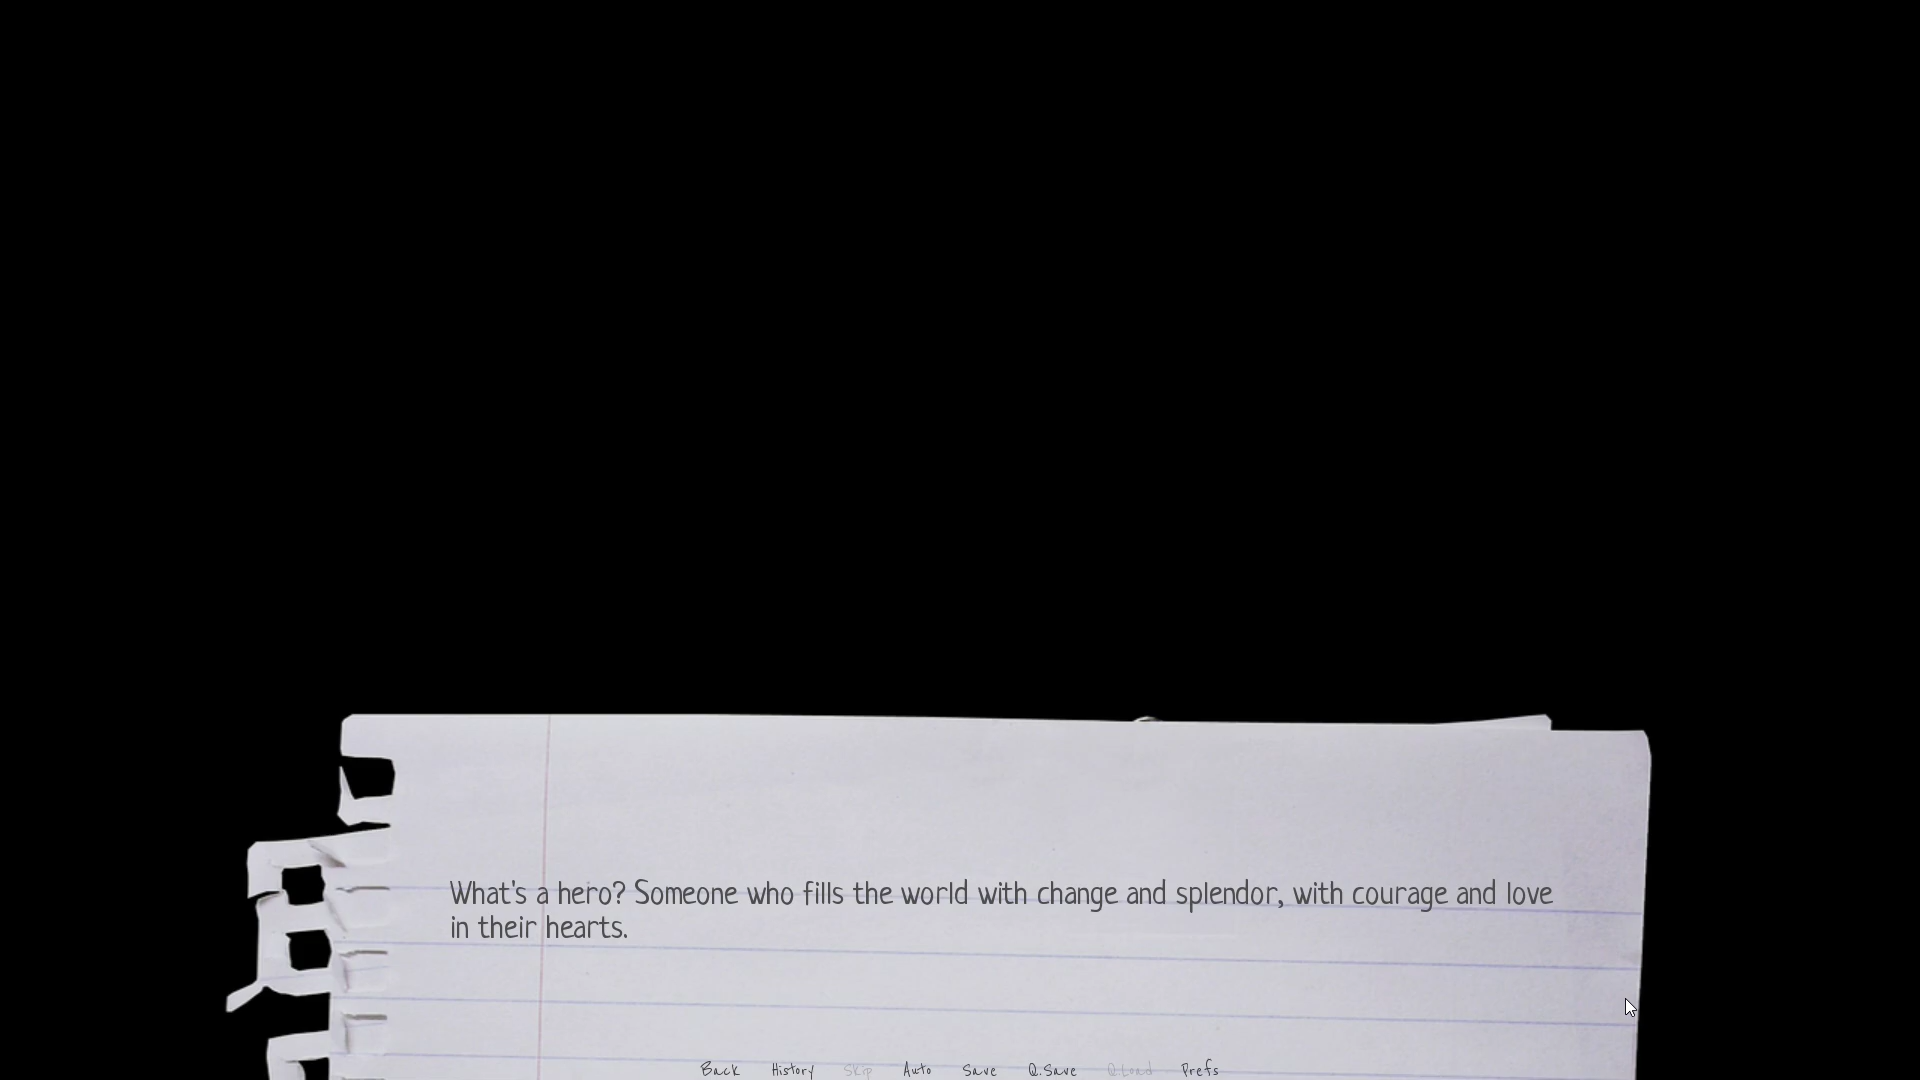 What's a hero? Someone who fills the world with change and splendor, with courage and love
in their hearts.
Back History Skip Auto Save Q.Save Q.Load Prefs